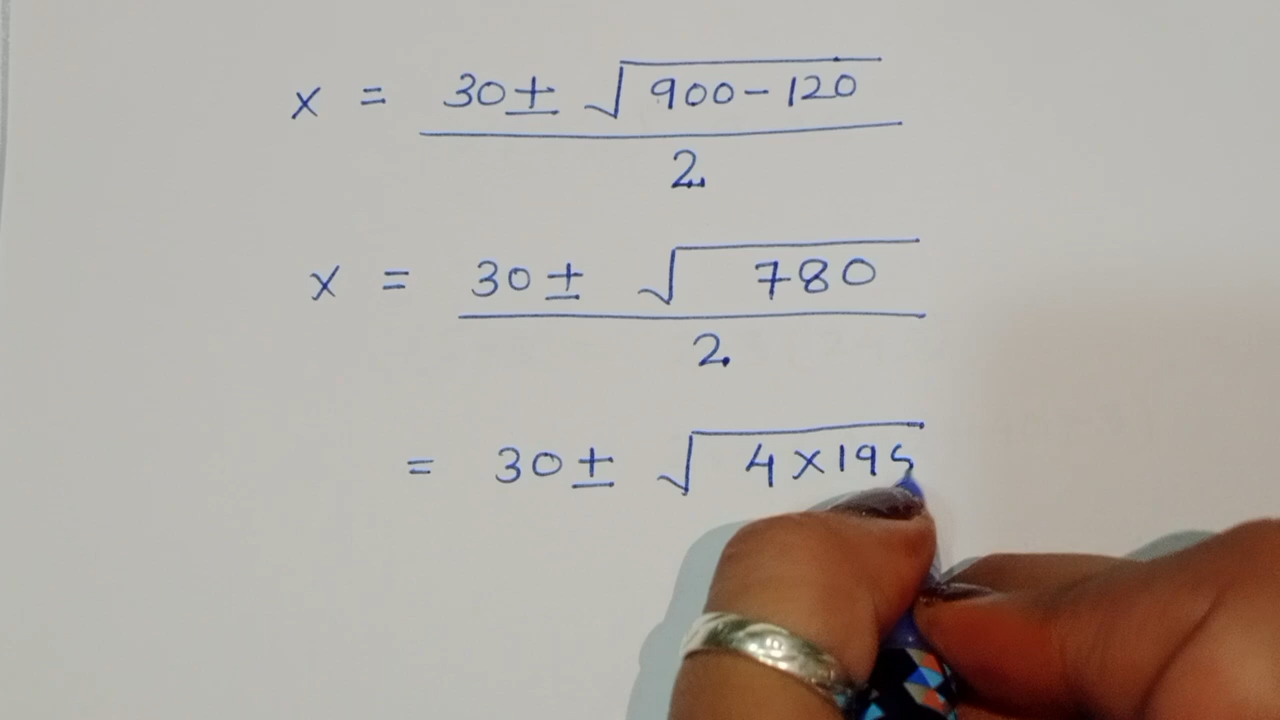 x = 30 ± √900 - 120
2
x = 30 ± √780
2
= 30 ± √4 × 195